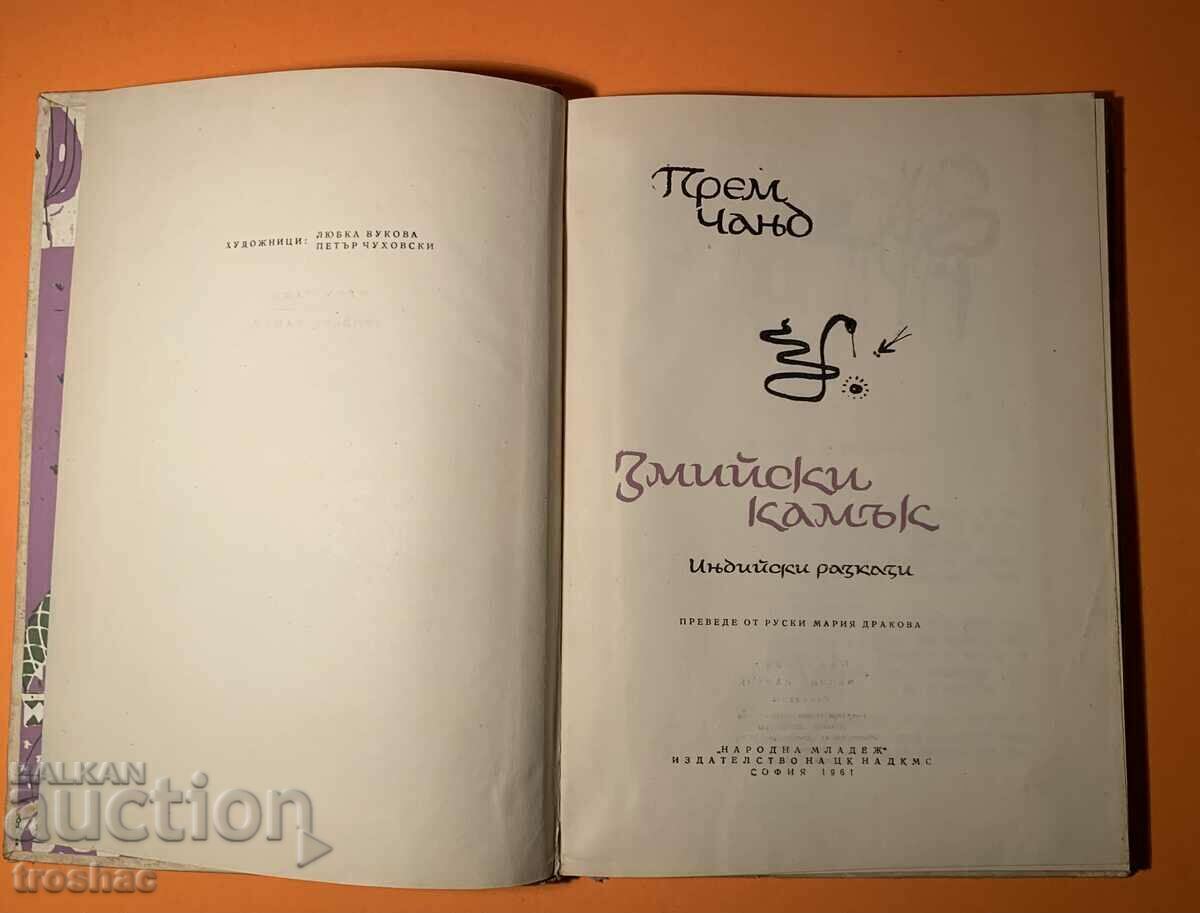 ХУДОЖНИЦИ: ЛЮБКА ВУКОВА
ПЕТЪР ЧУХОВСКИ
Прем
Чанд
Змийски
камък
Индийски разкази
ПРЕВЕДЕ ОТ РУСКИ МАРИЯ ДРАКОВА
„НАРОДНА МЛАДЕЖ“
ИЗДАТЕЛСТВО НА ЦК НА ДКМС
СОФИЯ 1961
BALKAN
auction
troshac